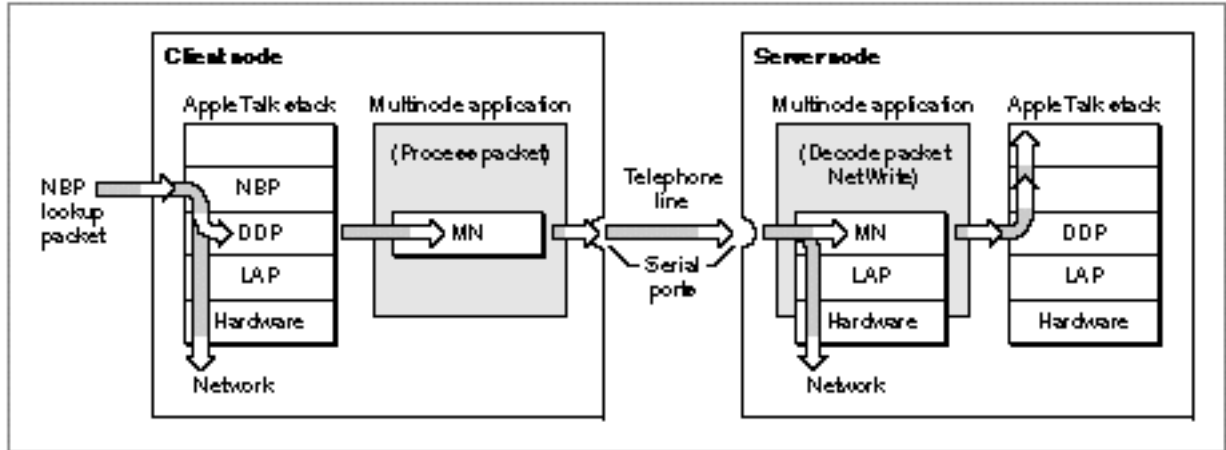 Client node
AppleTalk stack
Multinode application
(Process packet)
NBP
lookup
packet
NBP
DDP
LAP
Hardware
Network
MN
Telephone
line
Serial
ports
Server node
Multinode application
AppleTalk stack
(Decode packet
NetWrite)
MN
LAP
Hardware
Network
DDP
LAP
Hardware